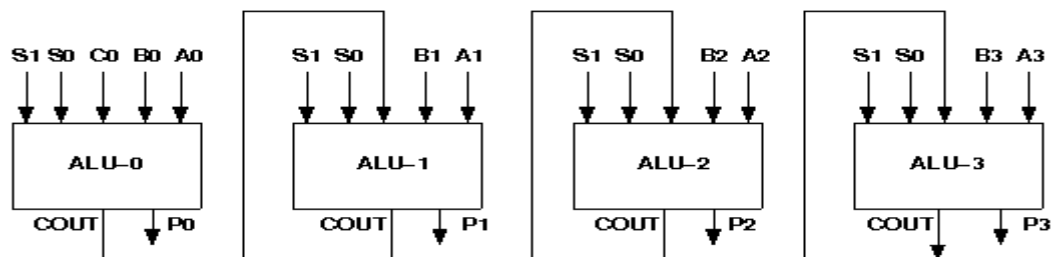 S1 S0 C0 B0 A0
S1 S0 B1 A1
S1 S0 B2 A2
S1 S0 B3 A3
ALU-0
ALU-1
ALU-2
ALU-3
COUT P0
COUT P1
COUT P2
COUT P3